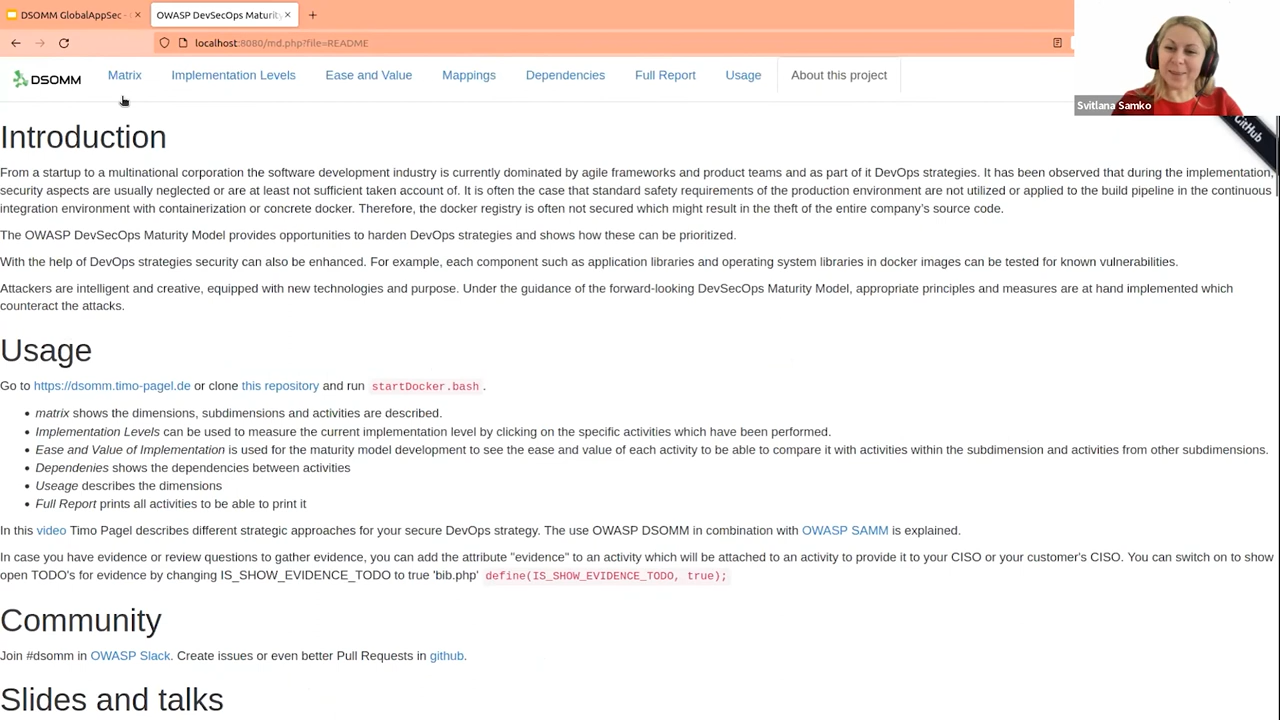 DSOMM GlobalAppSec -
OWASP DevSecOps Maturity
localhost:8080/md.php?file=README
DSOMM Matrix Implementation Levels Ease and Value Mappings Dependencies Full Report Usage About this project
Svitlana Samko
GitHub
Introduction
From a startup to a multinational corporation the software development industry is currently dominated by agile frameworks and product teams and as part of it DevOps strategies. It has been observed that during the implementation,
security aspects are usually neglected or are at least not sufficient taken account of. It is often the case that standard safety requirements of the production environment are not utilized or applied to the build pipeline in the continuous
integration environment with containerization or concrete docker. Therefore, the docker registry is often not secured which might result in the theft of the entire company's source code.
The OWASP DevSecOps Maturity Model provides opportunities to harden DevOps strategies and shows how these can be prioritized.
With the help of DevOps strategies security can also be enhanced. For example, each component such as application libraries and operating system libraries in docker images can be tested for known vulnerabilities.
Attackers are intelligent and creative, equipped with new technologies and purpose. Under the guidance of the forward-looking DevSecOps Maturity Model, appropriate principles and measures are at hand implemented which
counteract the attacks.
Usage
Go to https://dsomm.timo-pagel.de or clone this repository and run startDocker.bash.
• matrix shows the dimensions, subdimensions and activities are described.
• Implementation Levels can be used to measure the current implementation level by clicking on the specific activities which have been performed.
• Ease and Value of Implementation is used for the maturity model development to see the ease and value of each activity to be able to compare it with activities within the subdimension and activities from other subdimensions.
• Dependenies shows the dependencies between activities
• Useage describes the dimensions
• Full Report prints all activities to be able to print it
In this video Timo Pagel describes different strategic approaches for your secure DevOps strategy. The use OWASP DSOMM in combination with OWASP SAMM is explained.
In case you have evidence or review questions to gather evidence, you can add the attribute "evidence" to an activity which will be attached to an activity to provide it to your CISO or your customer's CISO. You can switch on to show
open TODO's for evidence by changing IS_SHOW_EVIDENCE_TODO to true 'bib.php' define(IS_SHOW_EVIDENCE_TODO, true);
Community
Join #dsomm in OWASP Slack. Create issues or even better Pull Requests in github.
Slides and talks